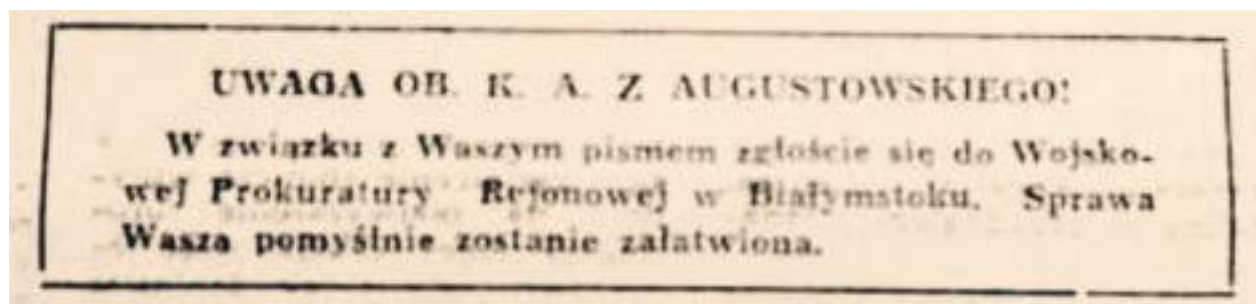 UWAGA OB. K. A. Z AUGUSTOWSKIEGO!
W związku z Waszym pismem zgłoście się do Wojsko-
wej Prokuratury Rejonowej w Białymstoku. Sprawa
Wasza pomyślnie zostanie załatwiona.